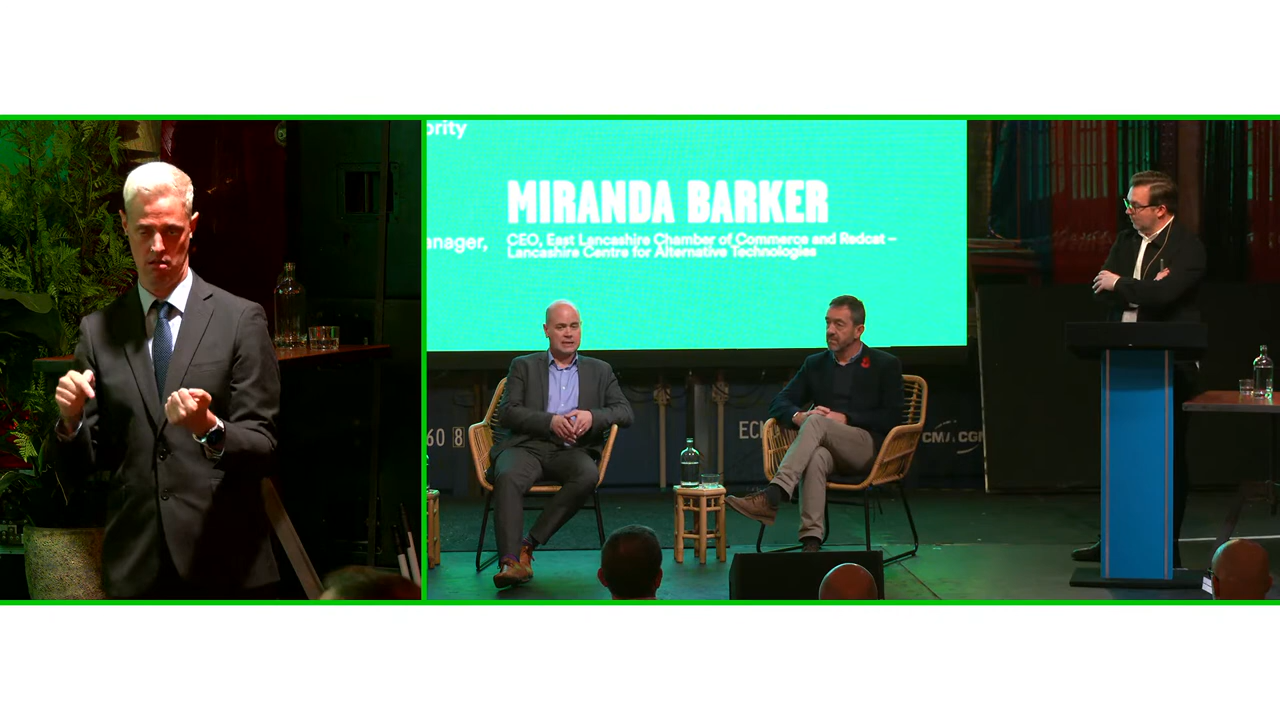 ority
MIRANDA BARKER
anager,
CEO, East Lancashire Chamber of Commerce and Redcat –
Lancashire Centre for Alternative Technologies
60 8
EC
CMA CGM